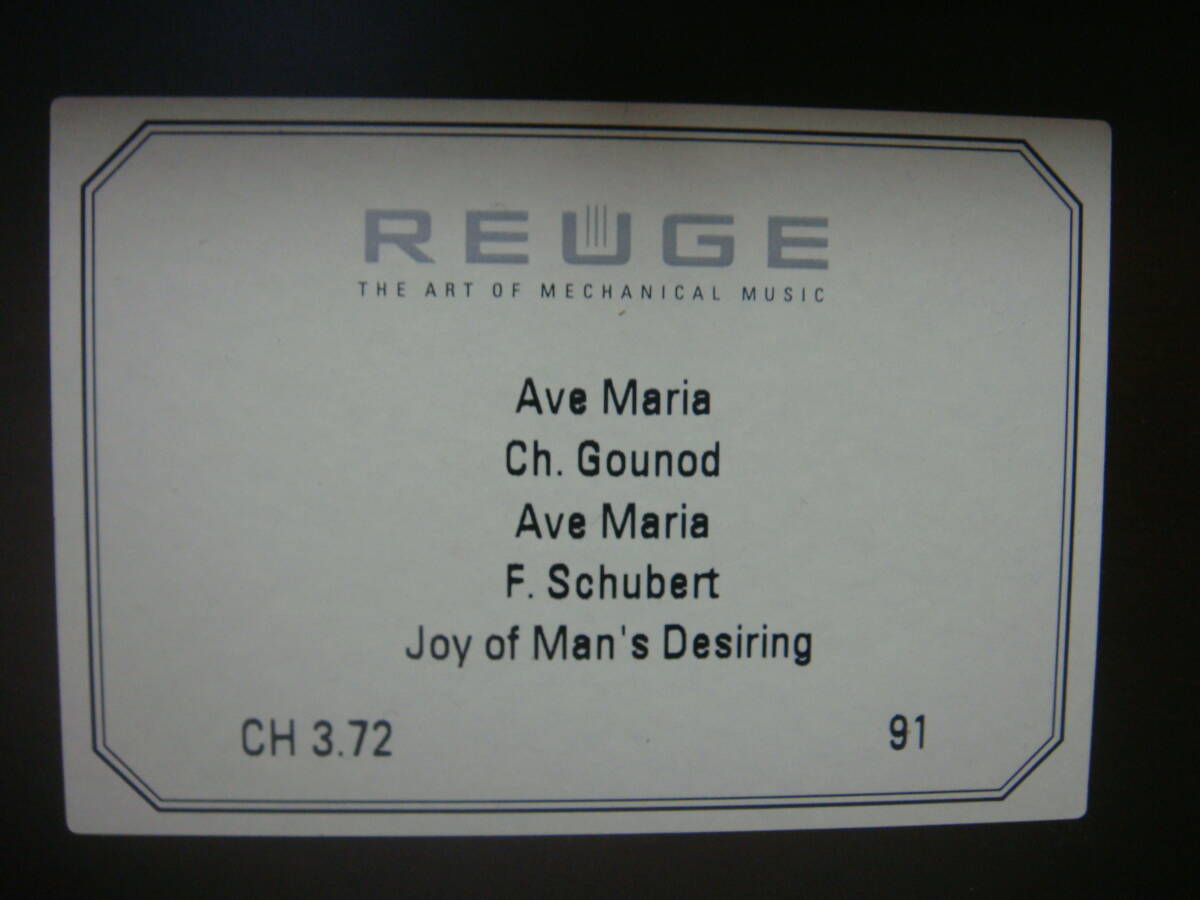 REUGE
THE ART OF MECHANICAL MUSIC
Ave Maria
Ch. Gounod
Ave Maria
F. Schubert
Joy of Man's Desiring
CH 3.72 91